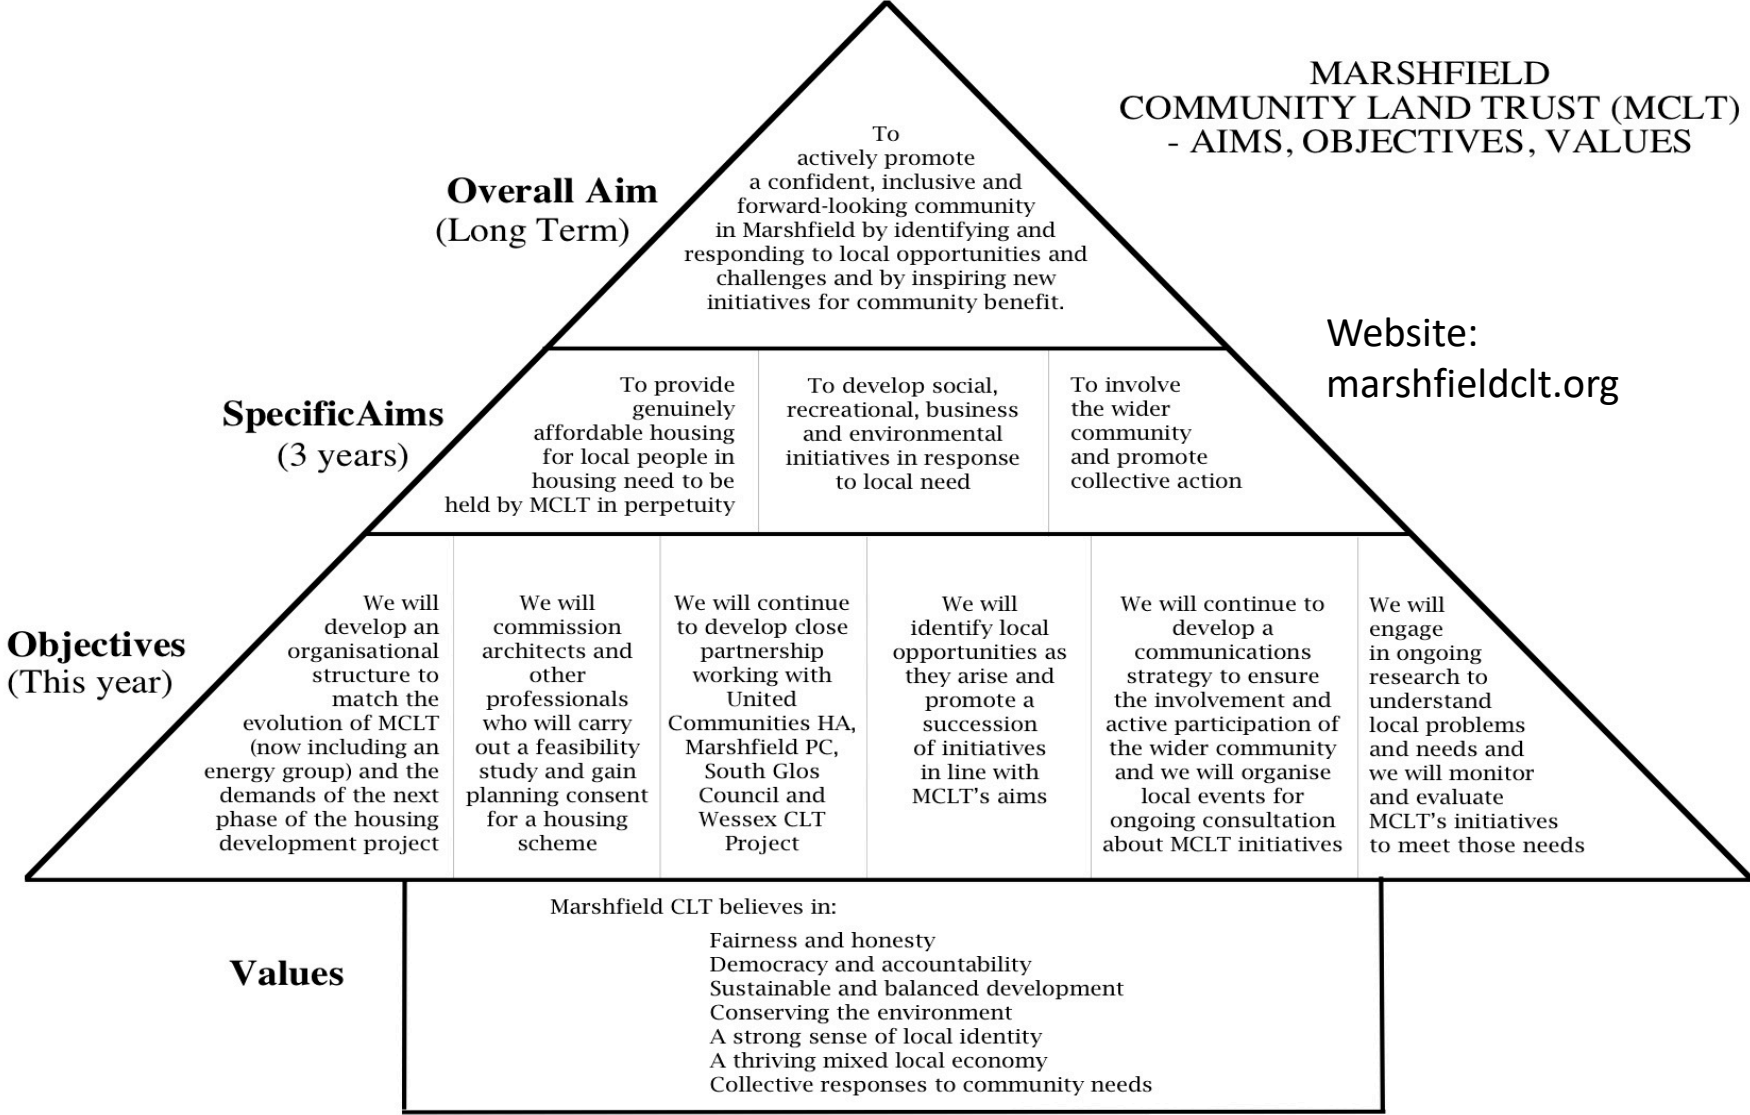 MARSHFIELD
COMMUNITY LAND TRUST (MCLT)
- AIMS, OBJECTIVES, VALUES
Overall Aim
(Long Term)
To
actively promote
a confident, inclusive and
forward-looking community
in Marshfield by identifying and
responding to local opportunities and
challenges and by inspiring new
initiatives for community benefit.
Website:
marshfieldclt.org
SpecificAims
(3 years)
To provide
genuinely
affordable housing
for local people in
housing need to be
held by MCLT in perpetuity
To develop social,
recreational, business
and environmental
initiatives in response
to local need
To involve
the wider
community
and promote
collective action
Objectives
(This year)
We will
develop an
organisational
structure to
match the
evolution of MCLT
(now including an
energy group) and the
demands of the next
phase of the housing
development project
We will
commission
architects and
other
professionals
who will carry
out a feasibility
study and gain
planning consent
for a housing
scheme
We will continue
to develop close
partnership
working with
United
Communities HA,
Marshfield PC,
South Glos
Council and
Wessex CLT
Project
We will
identify local
opportunities as
they arise and
promote a
succession
of initiatives
in line with
MCLT's aims
We will continue to
develop a
communications
strategy to ensure
the involvement and
active participation of
the wider community
and we will organise
local events for
ongoing consultation
about MCLT initiatives
We will
engage
in ongoing
research to
understand
local problems
and needs and
we will monitor
and evaluate
MCLT's initiatives
to meet those needs
Values
Marshfield CLT believes in:
Fairness and honesty
Democracy and accountability
Sustainable and balanced development
Conserving the environment
A strong sense of local identity
A thriving mixed local economy
Collective responses to community needs